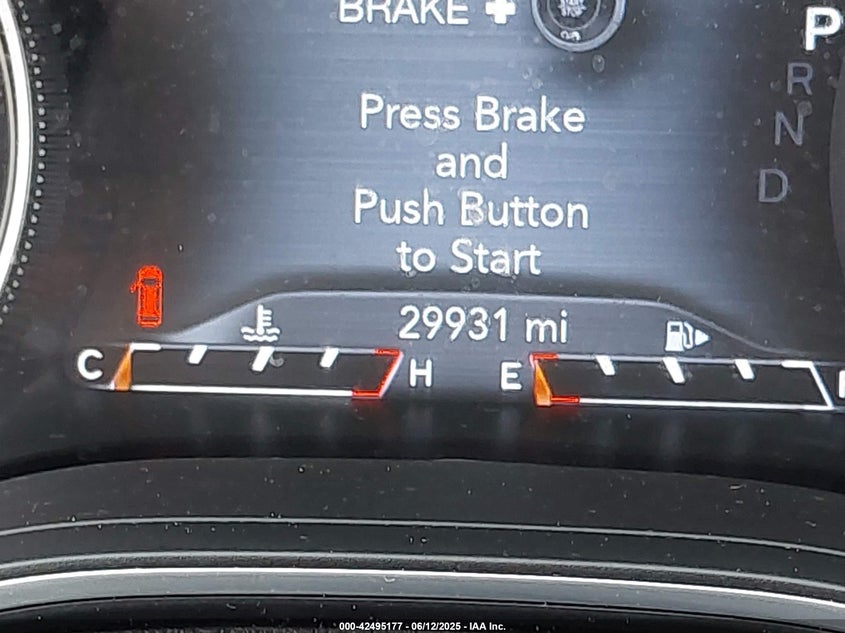 BRAKE +
P
R
N
D
Press Brake
and
Push Button
to Start
29931 mi
C H E
000-42495177 - 06/12/2025 - IAA Inc.